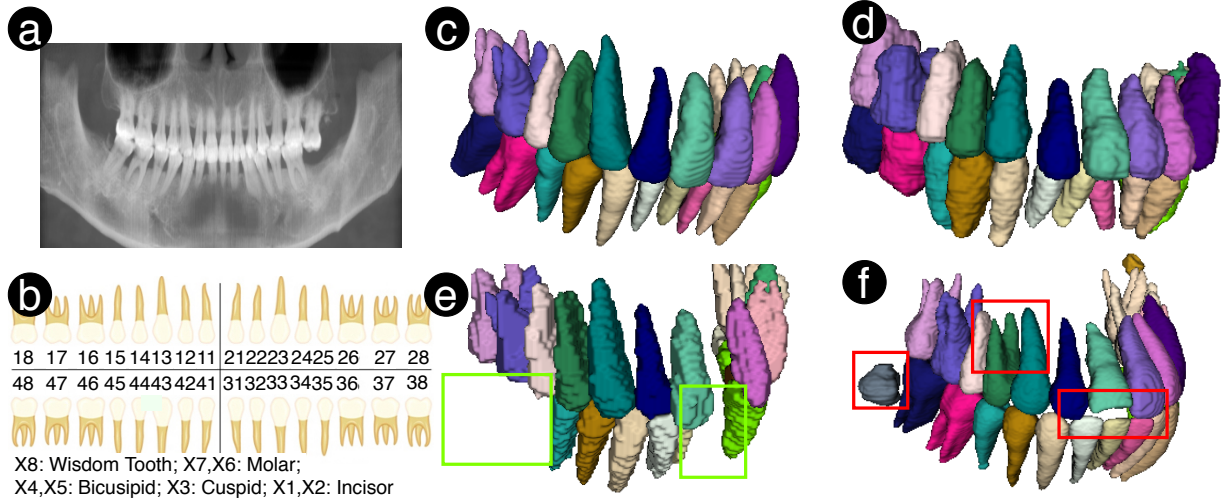 a
c
d
b
e
f
18 17 16 15 14 13 12 11 21 22 23 24 25 26 27 28
48 47 46 45 44 43 42 41 31 32 33 34 35 36 37 38
X8: Wisdom Tooth; X7,X6: Molar;
X4,X5: Bicusipid; X3: Cuspid; X1,X2: Incisor